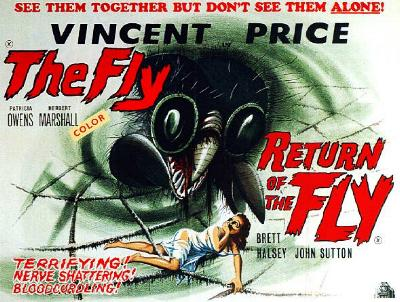 SEE THEM TOGETHER BUT DON'T SEE THEM ALONE!
VINCENT PRICE
The Fly
PATRICIA OWENS
HERBERT MARSHALL
COLOR
RETURN
OF THE
FLY
BRETT HALSEY
JOHN SUTTON
TERRIFYING!
NERVE SHATTERING!
BLOODCURDLING!
X
X